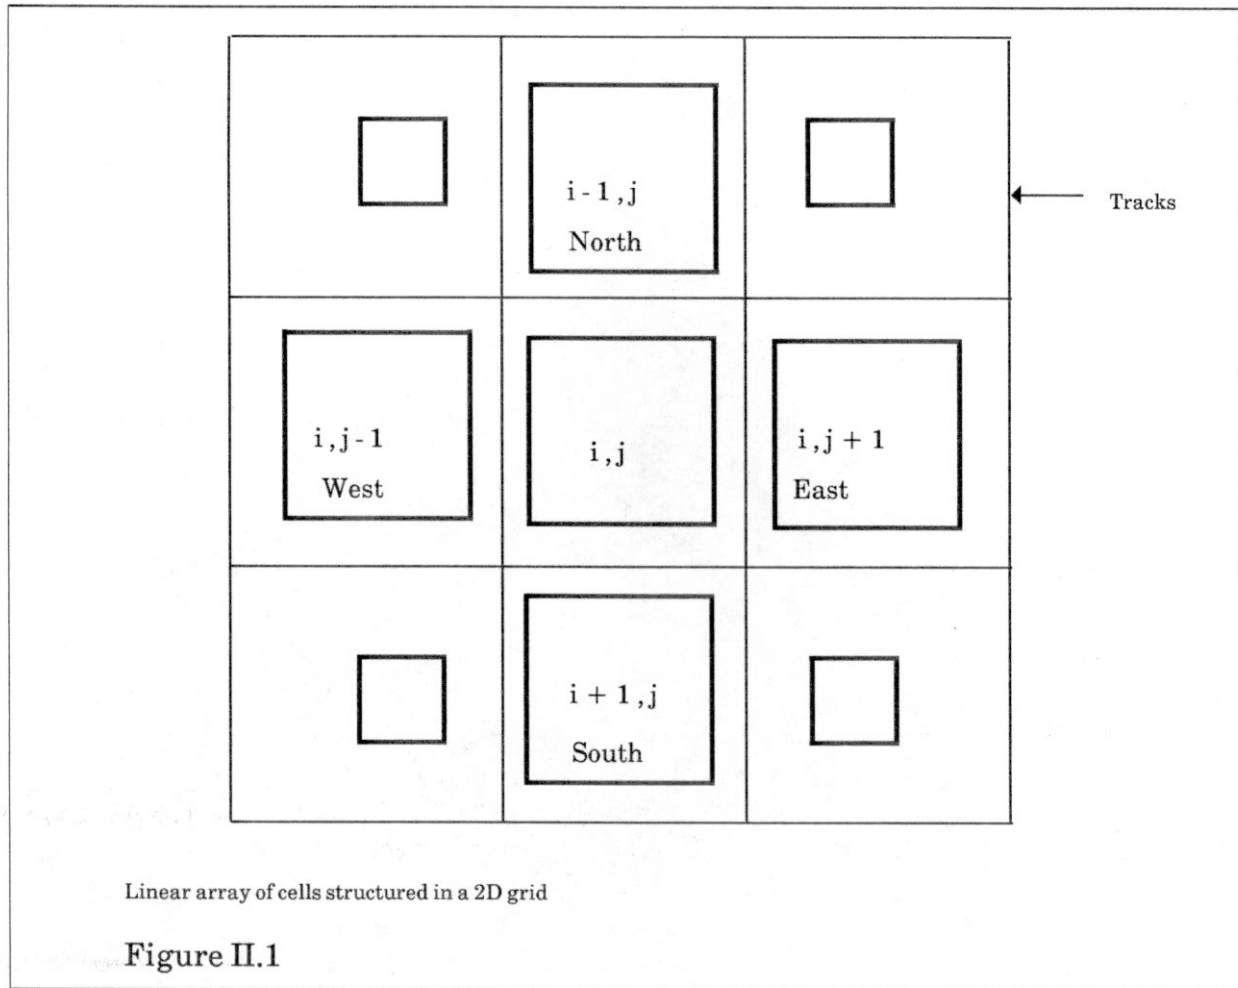 i - 1 , j
North
Tracks
i , j - 1
West
i , j
i , j + 1
East
i + 1 , j
South
Linear array of cells structured in a 2D grid
Figure II.1